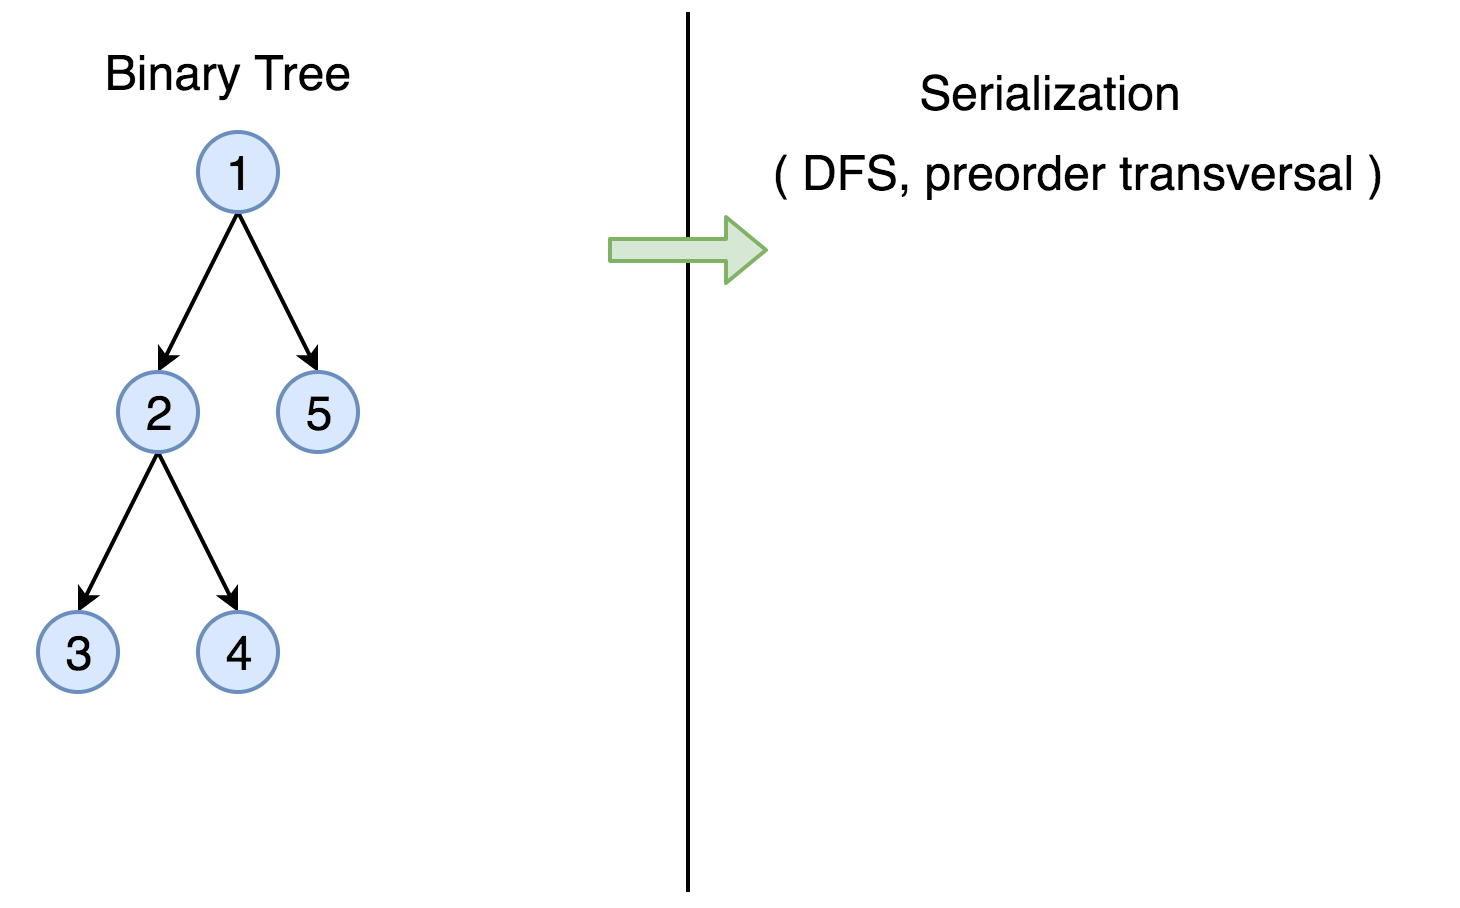 Binary Tree
1
2
5
3
4
Serialization
( DFS, preorder transversal )